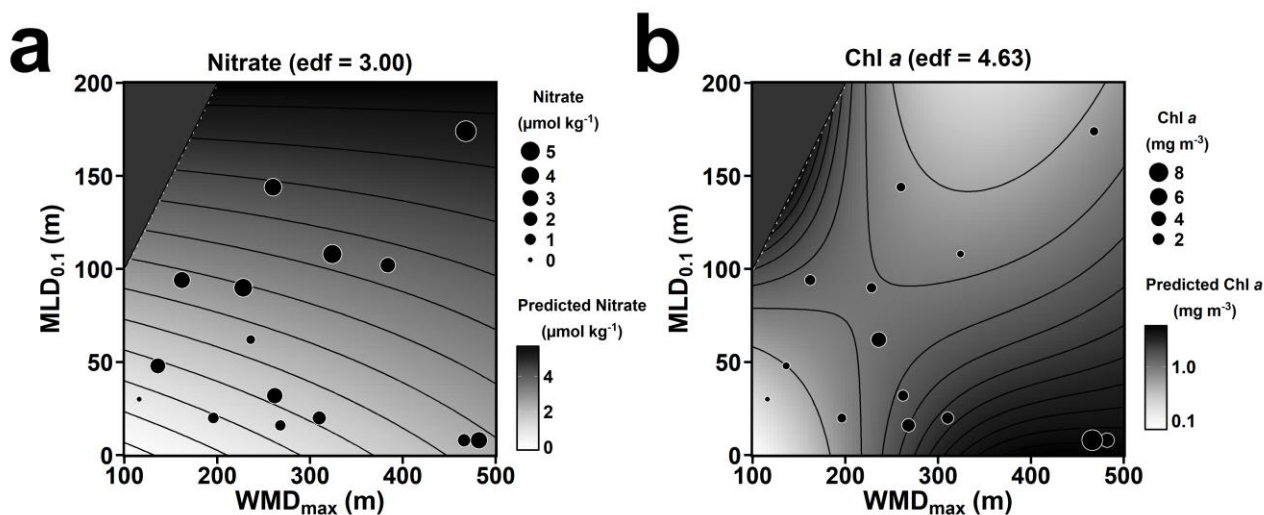 a
Nitrate (edf = 3.00)
200
150
100
50
0
MLD0.1 (m)
100 200 300 400 500
WMDmax (m)
Nitrate
(µmol kg-1)
5
4
3
2
1
0
Predicted Nitrate
(µmol kg-1)
4
2
0
b
Chl a (edf = 4.63)
200
150
100
50
0
MLD0.1 (m)
100 200 300 400 500
WMDmax (m)
Chl a
(mg m-3)
8
6
4
2
Predicted Chl a
(mg m-3)
1.0
0.1